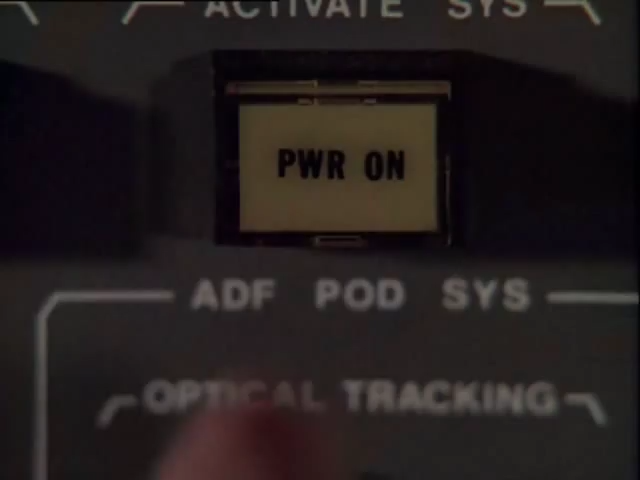 ACTIVATE SYS
PWR ON
ADF POD SYS
OPTICAL TRACKING